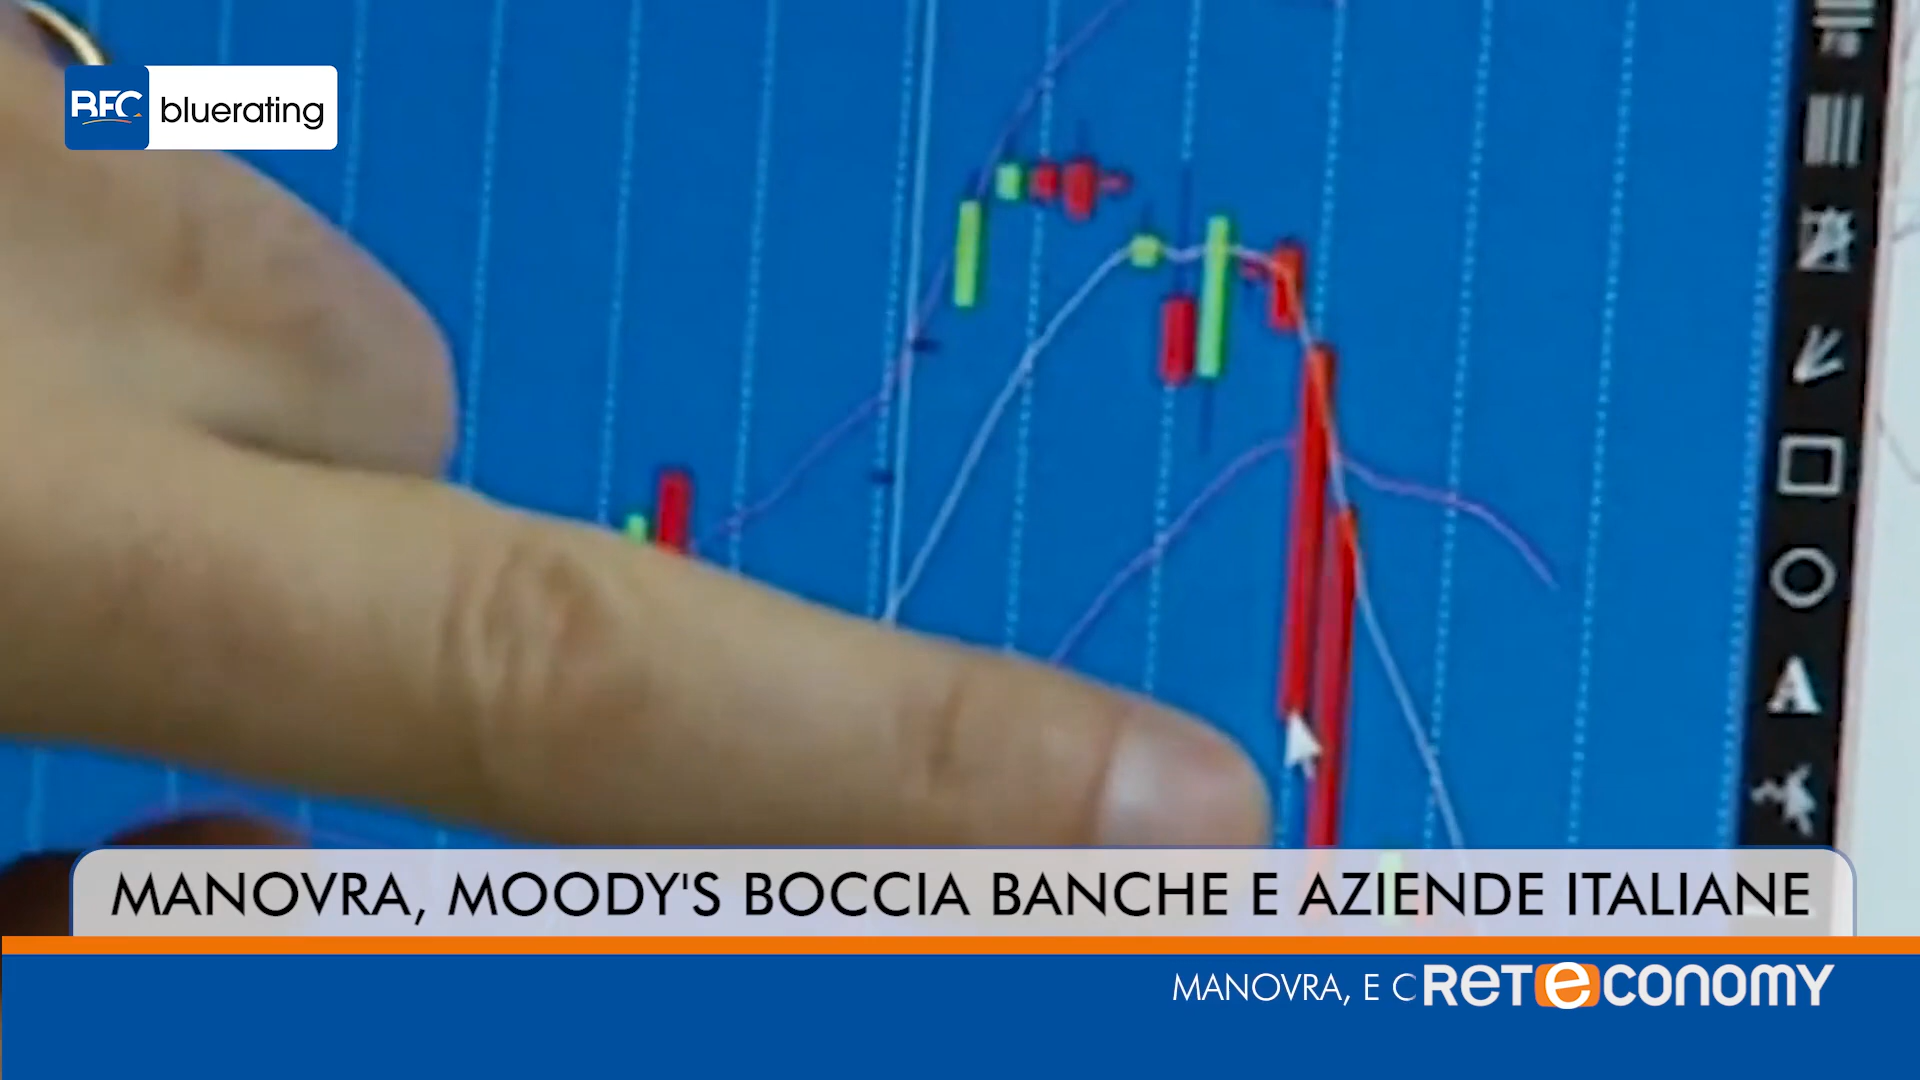 BFC bluerating
A
MANOVRA, MOODY'S BOCCIA BANCHE E AZIENDE ITALIANE
MANOVRA, E C
RETeCONOMY